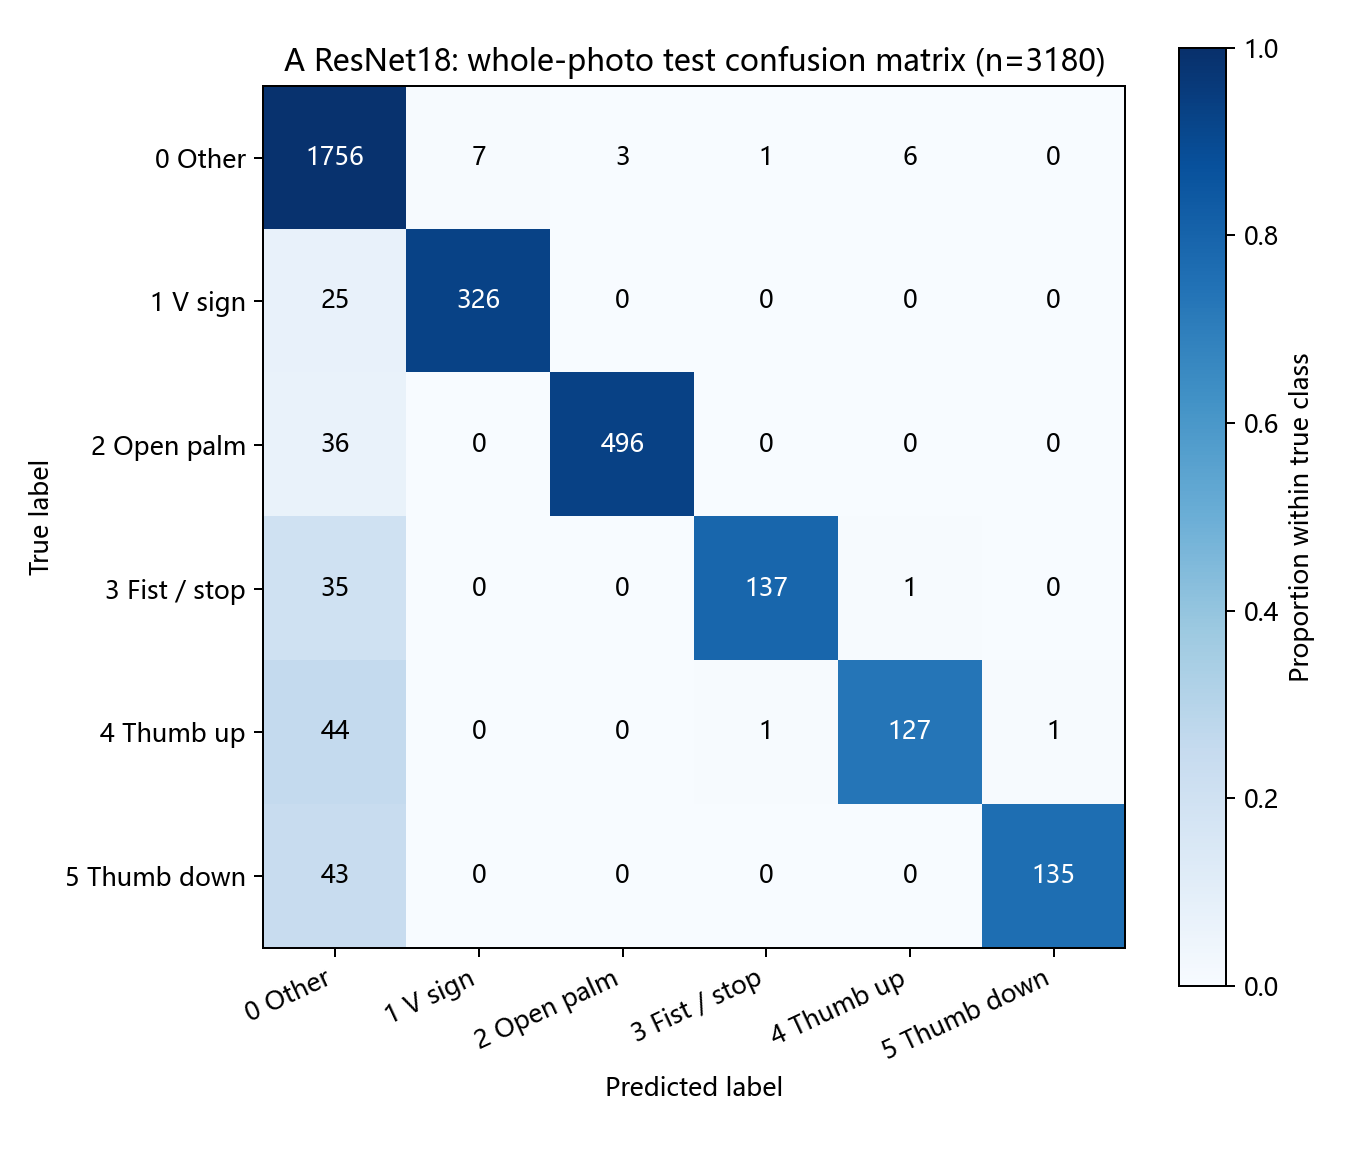 A ResNet18: whole-photo test confusion matrix (n=3180)
0 Other 1756 7 3 1 6 0
1 V sign 25 326 0 0 0 0
2 Open palm 36 0 496 0 0 0
3 Fist / stop 35 0 0 137 1 0
4 Thumb up 44 0 0 1 127 1
5 Thumb down 43 0 0 0 0 135
True label
0 Other 1 V sign 2 Open palm 3 Fist / stop 4 Thumb up 5 Thumb down
Predicted label
1.0
0.8
0.6
0.4
0.2
0.0
Proportion within true class